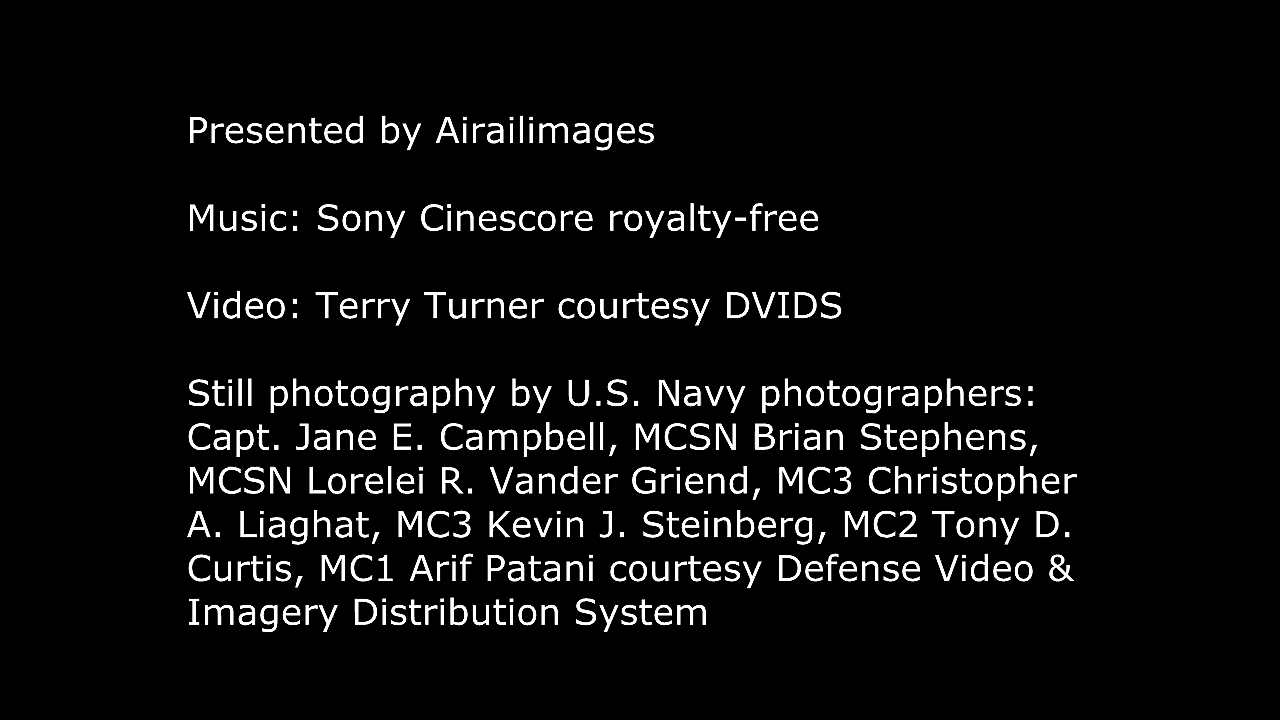 Presented by Airailimages
Music: Sony Cinescore royalty-free
Video: Terry Turner courtesy DVIDS
Still photography by U.S. Navy photographers:
Capt. Jane E. Campbell, MCSN Brian Stephens,
MCSN Lorelei R. Vander Griend, MC3 Christopher
A. Liaghat, MC3 Kevin J. Steinberg, MC2 Tony D.
Curtis, MC1 Arif Patani courtesy Defense Video &
Imagery Distribution System